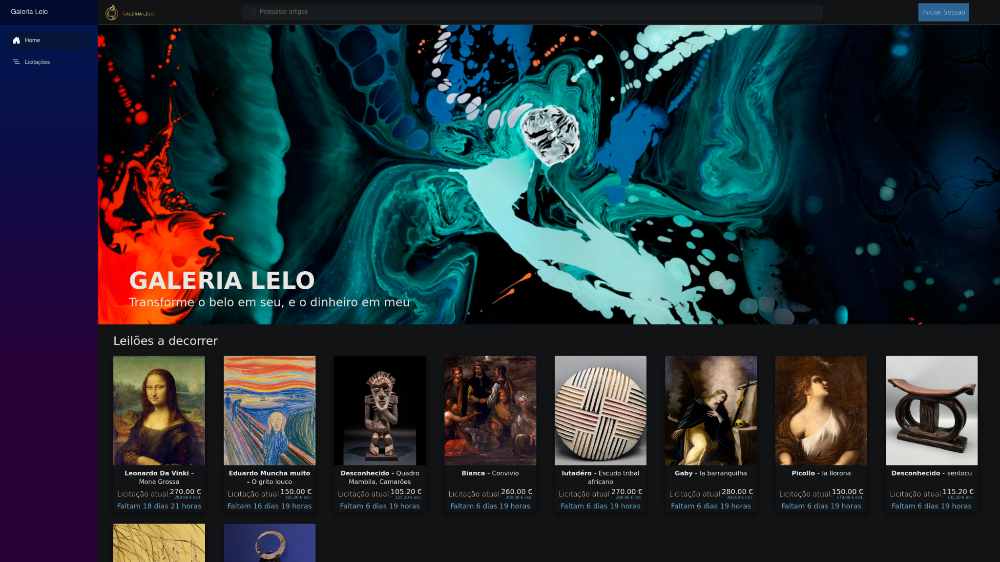 Galeria Lelo
GALERIA LELO
Pesquisar artigos
Iniciar Sessão
Home
Licitações
GALERIA LELO
Transforme o belo em seu, e o dinheiro em meu
Leilões a decorrer
Leonardo Da Vinki -
Mona Grossa
Licitação atual: 270.00 €
280.00 € incl.
Faltam 18 dias 21 horas
Eduardo Muncha muito
- O grito louco
Licitação atual: 150.00 €
165.00 € incl.
Faltam 16 dias 19 horas
Desconhecido - Quadro
Mambila, Camarões
Licitação atual: 105.20 €
125.20 € incl.
Faltam 6 dias 19 horas
Bianca - Convivio
Licitação atual: 260.00 €
280.00 € incl.
Faltam 6 dias 19 horas
lutadéro - Escudo tribal
africano
Licitação atual: 270.00 €
290.00 € incl.
Faltam 6 dias 19 horas
Gaby - la barranquilha
Licitação atual: 280.00 €
300.00 € incl.
Faltam 6 dias 19 horas
Picollo - la llorona
Licitação atual: 150.00 €
170.00 € incl.
Faltam 6 dias 19 horas
Desconhecido - sentocu
Licitação atual: 115.20 €
135.20 € incl.
Faltam 6 dias 19 horas